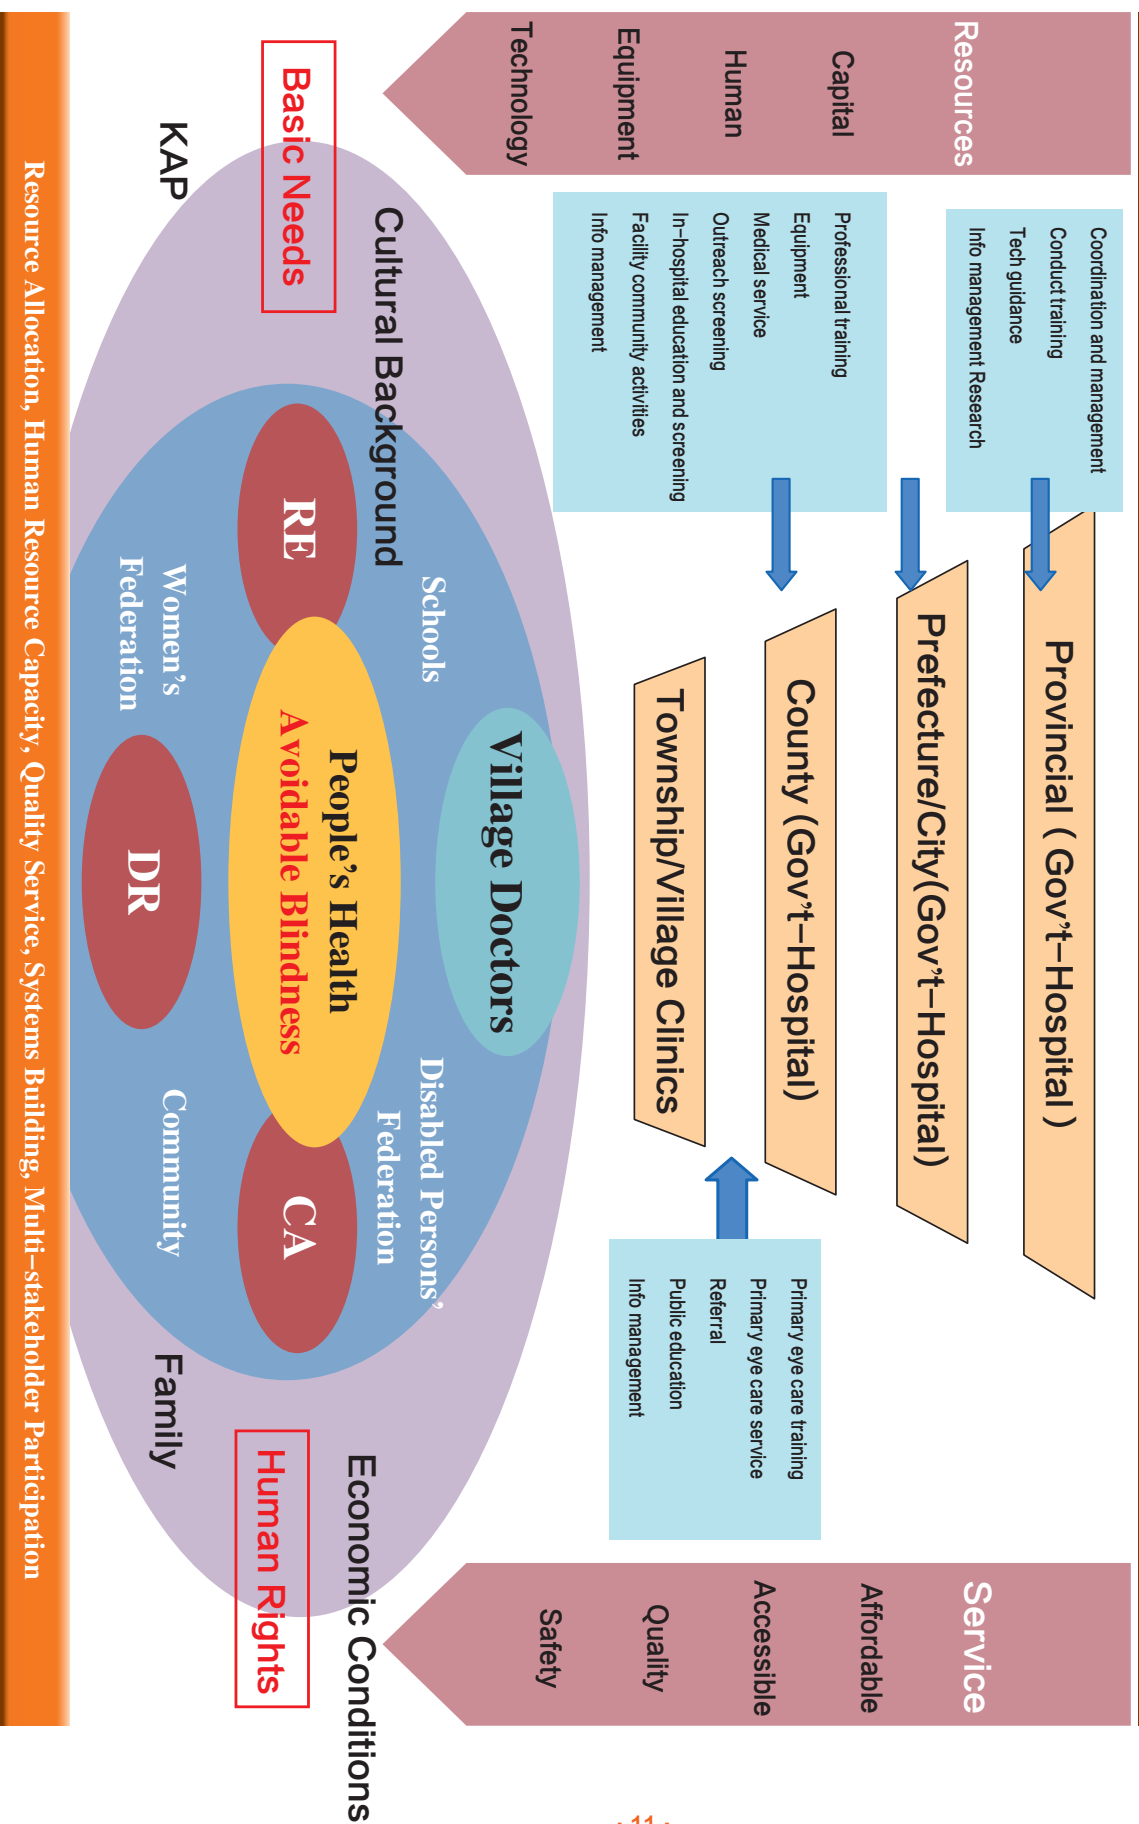 Resources
Capital
Human
Equipment
Technology
Coordination and management
Conduct training
Tech guidance
Info management Research
Professional training
Equipment
Medical service
Outreach screening
In-hospital education and screening
Facility community activities
Info management
Provincial ( Gov't-Hospital )
Prefecture/City(Gov't-Hospital)
County (Gov't-Hospital)
Township/Village Clinics
Primary eye care training
Primary eye care service
Referral
Public education
Info management
Service
Affordable
Accessible
Quality
Safety
Village Doctors
Schools
Disabled Persons'
Federation
Cultural Background
Economic Conditions
Basic Needs
Human Rights
RE
People's Health
Avoidable Blindness
CA
KAP
Women's
Federation
Community
Family
DR
Resource Allocation, Human Resource Capacity, Quality Service, Systems Building, Multi-stakeholder Participation
· 11 ·